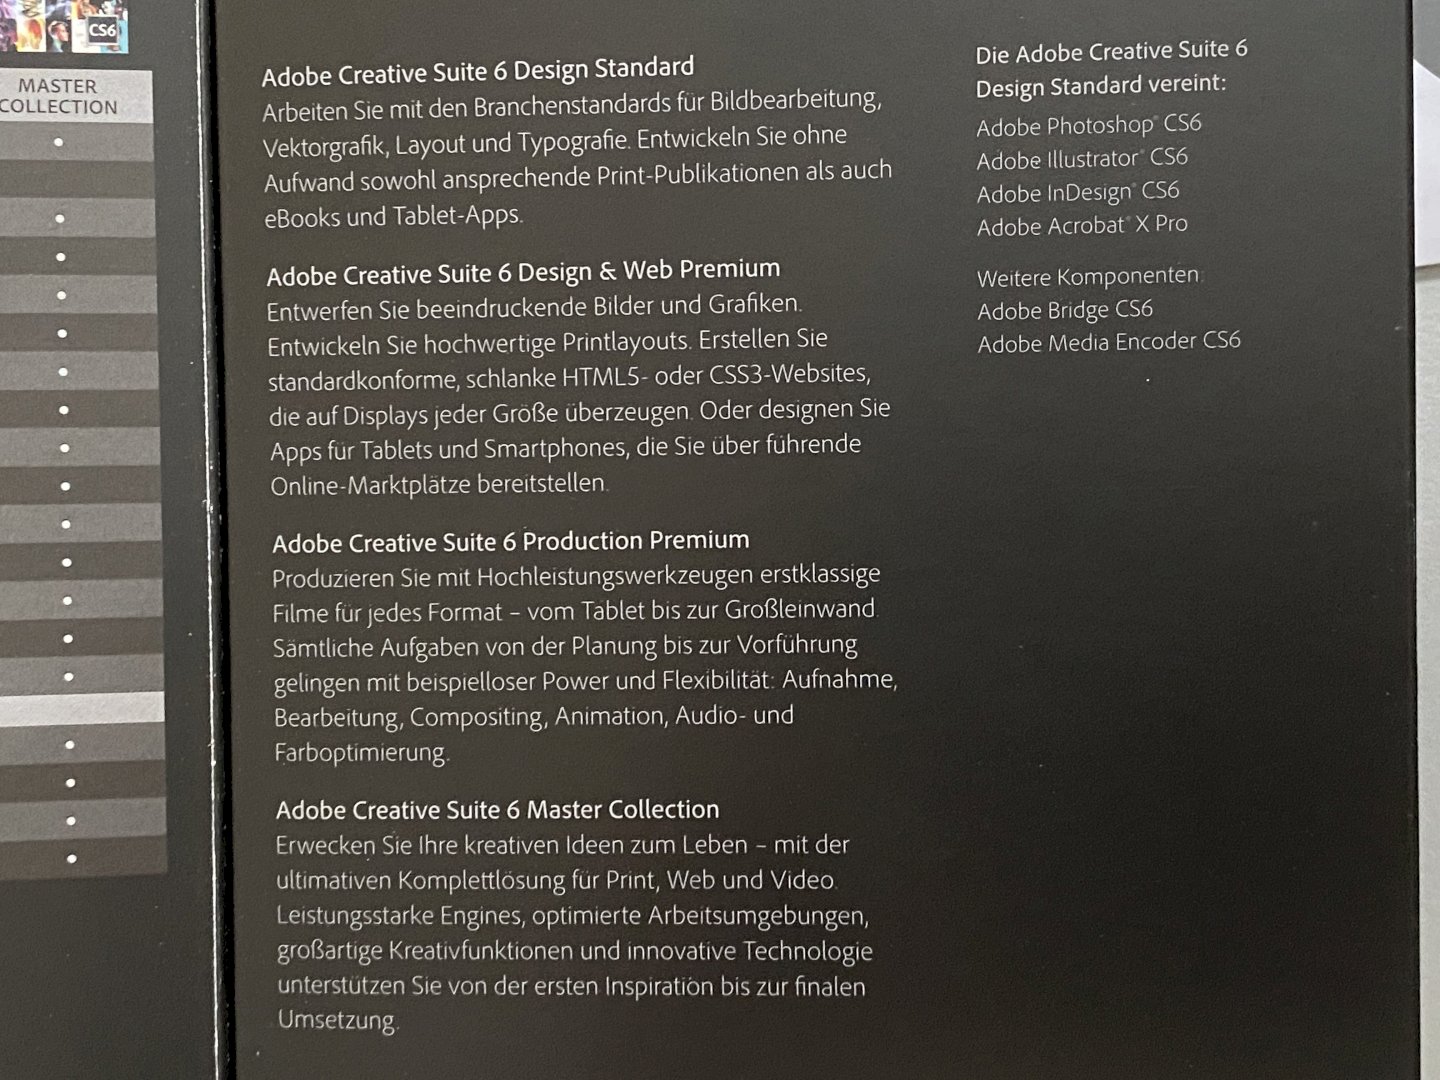 CS6
MASTER
COLLECTION
Adobe Creative Suite 6 Design Standard
Arbeiten Sie mit den Branchenstandards für Bildbearbeitung,
Vektorgrafik, Layout und Typografie. Entwickeln Sie ohne
Aufwand sowohl ansprechende Print-Publikationen als auch
eBooks und Tablet-Apps.
Adobe Creative Suite 6 Design & Web Premium
Entwerfen Sie beeindruckende Bilder und Grafiken.
Entwickeln Sie hochwertige Printlayouts. Erstellen Sie
standardkonforme, schlanke HTML5- oder CSS3-Websites,
die auf Displays jeder Größe überzeugen. Oder designen Sie
Apps für Tablets und Smartphones, die Sie über führende
Online-Marktplätze bereitstellen.
Adobe Creative Suite 6 Production Premium
Produzieren Sie mit Hochleistungswerkzeugen erstklassige
Filme für jedes Format – vom Tablet bis zur Großleinwand.
Sämtliche Aufgaben von der Planung bis zur Vorführung
gelingen mit beispielloser Power und Flexibilität: Aufnahme,
Bearbeitung, Compositing, Animation, Audio- und
Farboptimierung.
Adobe Creative Suite 6 Master Collection
Erwecken Sie Ihre kreativen Ideen zum Leben – mit der
ultimativen Komplettlösung für Print, Web und Video.
Leistungsstarke Engines, optimierte Arbeitsumgebungen,
großartige Kreativfunktionen und innovative Technologie
unterstützen Sie von der ersten Inspiration bis zur finalen
Umsetzung.
Die Adobe Creative Suite 6
Design Standard vereint:
Adobe Photoshop® CS6
Adobe Illustrator® CS6
Adobe InDesign® CS6
Adobe Acrobat® X Pro
Weitere Komponenten:
Adobe Bridge CS6
Adobe Media Encoder CS6